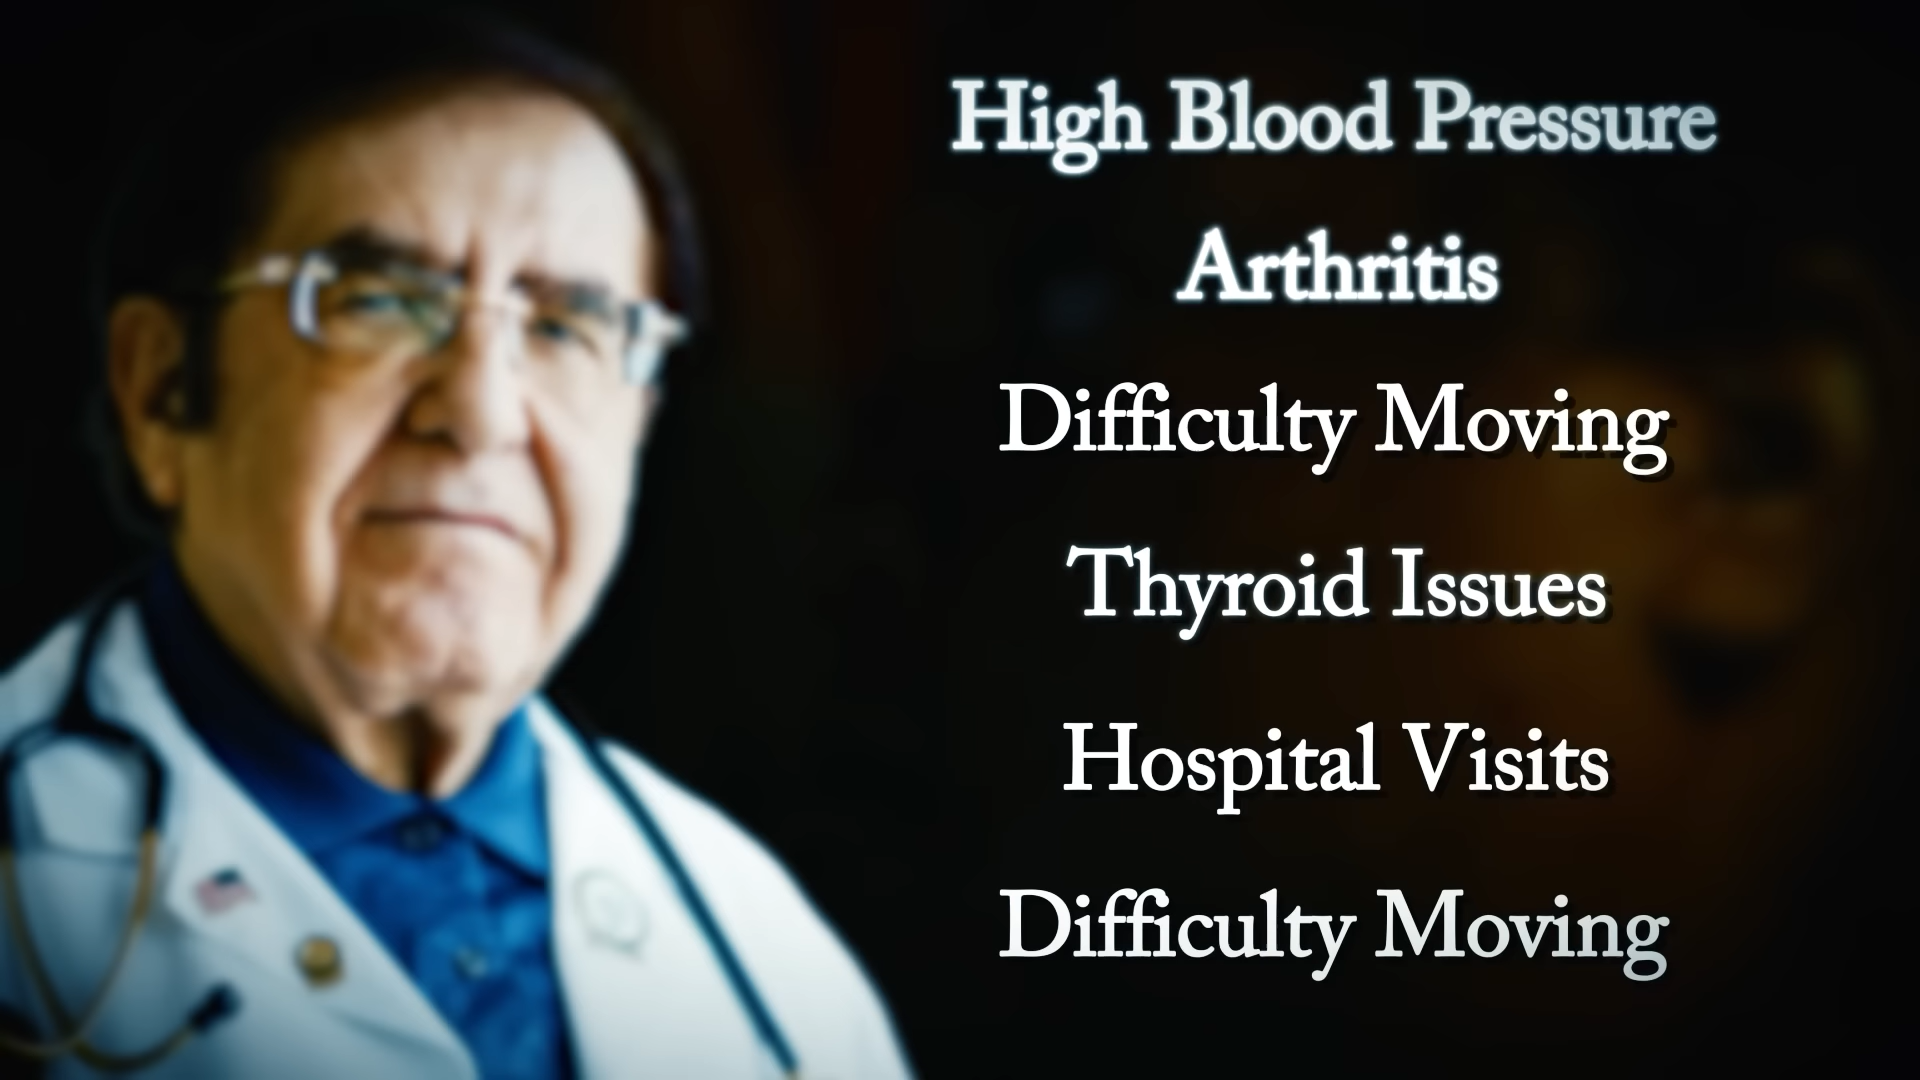 High Blood Pressure
Arthritis
Difficulty Moving
Thyroid Issues
Hospital Visits
Difficulty Moving